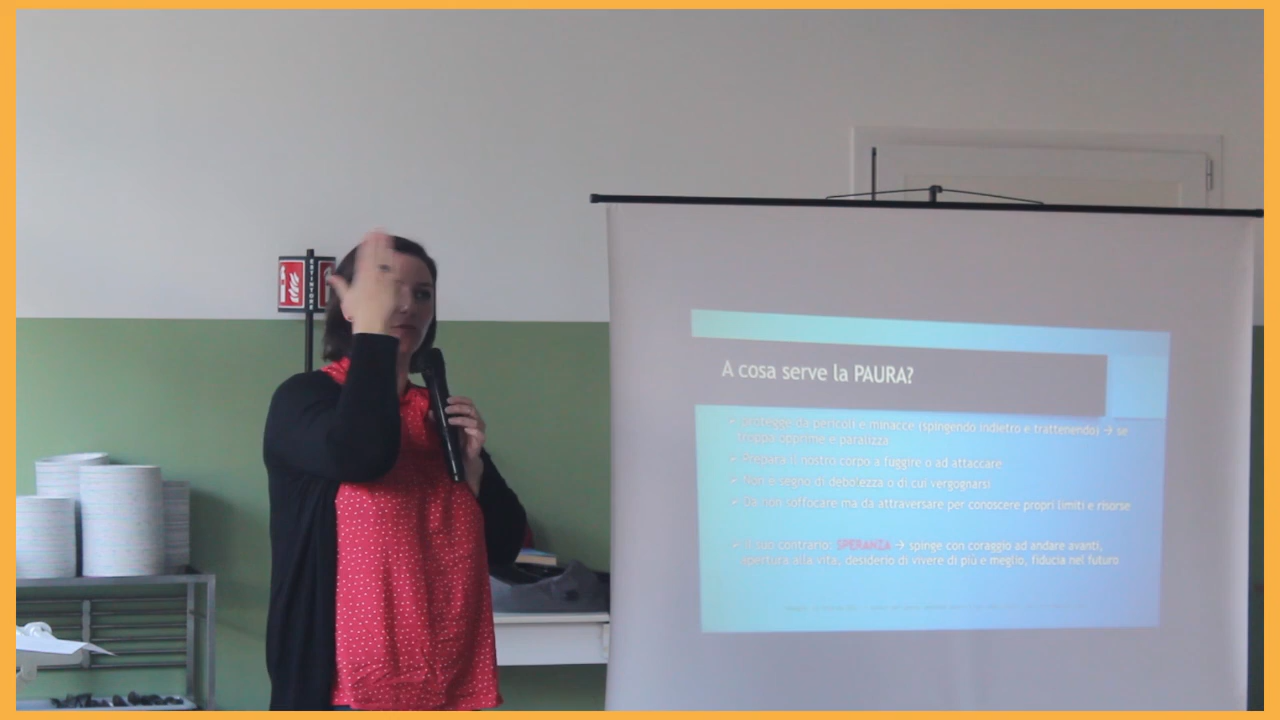 ESTINTORE
A cosa serve la PAURA?
Protegge da pericoli e minacce (spingendo indietro e trattenendo) → se
troppa opprime e paralizza
Prepara il nostro corpo a fuggire o ad attaccare
Non è segno di debolezza o di cui vergognarsi
Da non soffocare ma da attraversare per conoscere propri limiti e risorse
Il suo contrario: SPERANZA → spinge con coraggio ad andare avanti,
apertura alla vita, desiderio di vivere di più e meglio, fiducia nel futuro